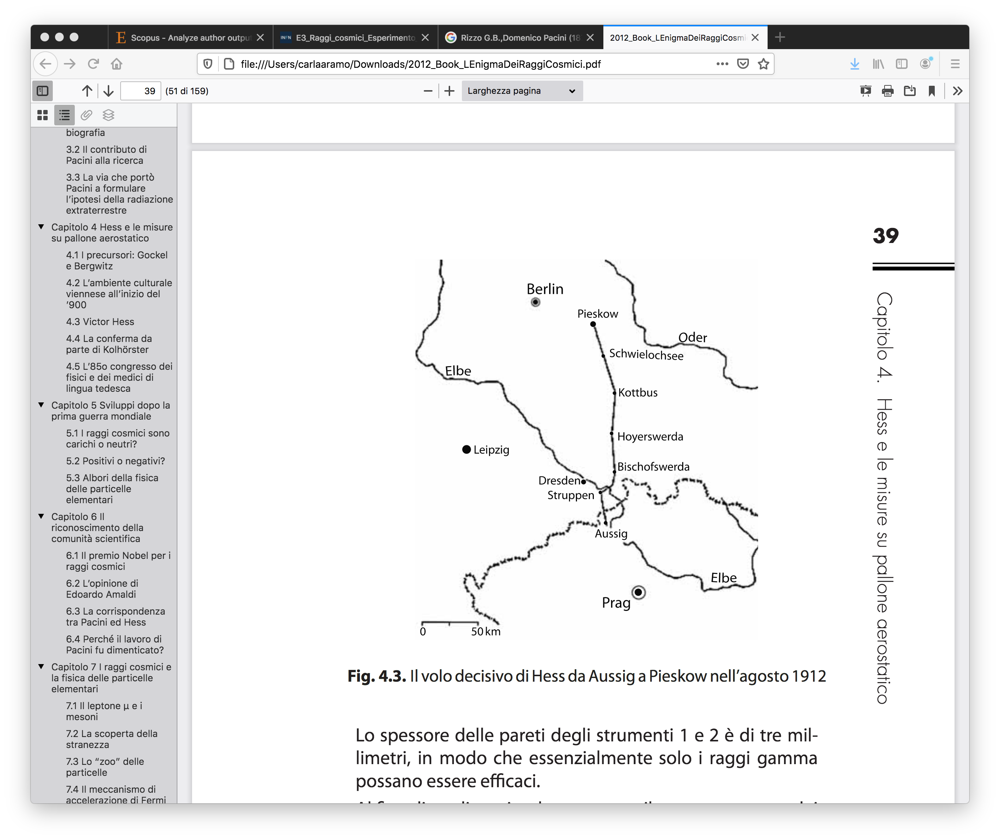 Scopus - Analyze author outpu
INFN
E3_Raggi_cosmici_Esperimento
Rizzo G.B.,Domenico Pacini (18
2012_Book_LEnigmaDeiRaggiCosmi
file:///Users/carlaaramo/Downloads/2012_Book_LEnigmaDeiRaggiCosmici.pdf
39
(51 di 159)
Larghezza pagina
biografia
3.2 Il contributo di
Pacini alla ricerca
3.3 La via che portò
Pacini a formulare
l'ipotesi della radiazione
extraterrestre
Capitolo 4 Hess e le misure
su pallone aerostatico
4.1 I precursori: Gockel
e Bergwitz
4.2 L'ambiente culturale
viennese all'inizio del
'900
4.3 Victor Hess
4.4 La conferma da
parte di Kolhörster
4.5 L'85o congresso dei
fisici e dei medici di
lingua tedesca
Capitolo 5 Sviluppi dopo la
prima guerra mondiale
5.1 I raggi cosmici sono
carichi o neutri?
5.2 Positivi o negativi?
5.3 Albori della fisica
delle particelle
elementari
Capitolo 6 Il
riconoscimento della
comunità scientifica
6.1 Il premio Nobel per i
raggi cosmici
6.2 L'opinione di
Edoardo Amaldi
6.3 La corrispondenza
tra Pacini ed Hess
6.4 Perché il lavoro di
Pacini fu dimenticato?
Capitolo 7 I raggi cosmici e
la fisica delle particelle
elementari
7.1 Il leptone μ e i
mesoni
7.2 La scoperta della
stranezza
7.3 Lo "zoo" delle
particelle
7.4 Il meccanismo di
accelerazione di Fermi
39
Capitolo 4. Hess e le misure su pallone aerostatico
Berlin
Pieskow
Oder
Schwielochsee
Elbe
Kottbus
Hoyerswerda
Leipzig
Bischofswerda
Dresden
Struppen
Aussig
Elbe
Prag
0 50 km
Fig. 4.3. Il volo decisivo di Hess da Aussig a Pieskow nell'agosto 1912
Lo spessore delle pareti degli strumenti 1 e 2 è di tre mil-
limetri, in modo che essenzialmente solo i raggi gamma
possano essere efficaci.